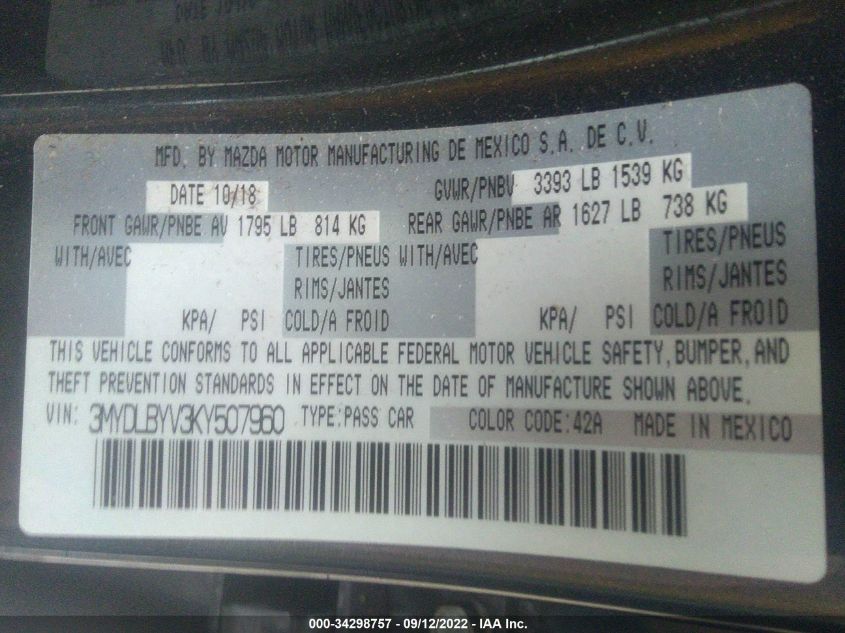 MFD. BY MAZDA MOTOR MANUFACTURING DE MEXICO S.A. DE C.V.
DATE 10/18 GVWR/PNBV 3393 LB 1539 KG
FRONT GAWR/PNBE AV 1795 LB 814 KG REAR GAWR/PNBE AR 1627 LB 738 KG
WITH/AVEC TIRES/PNEUS WITH/AVEC TIRES/PNEUS
RIMS/JANTES RIMS/JANTES
KPA/ PSI COLD/A FROID KPA/ PSI COLD/A FROID
THIS VEHICLE CONFORMS TO ALL APPLICABLE FEDERAL MOTOR VEHICLE SAFETY, BUMPER, AND
THEFT PREVENTION STANDARDS IN EFFECT ON THE DATE OF MANUFACTURE SHOWN ABOVE.
VIN: 3MYDLBYV3KY507960 TYPE:PASS CAR COLOR CODE:42A MADE IN MEXICO
000-34298757 - 09/12/2022 - IAA Inc.